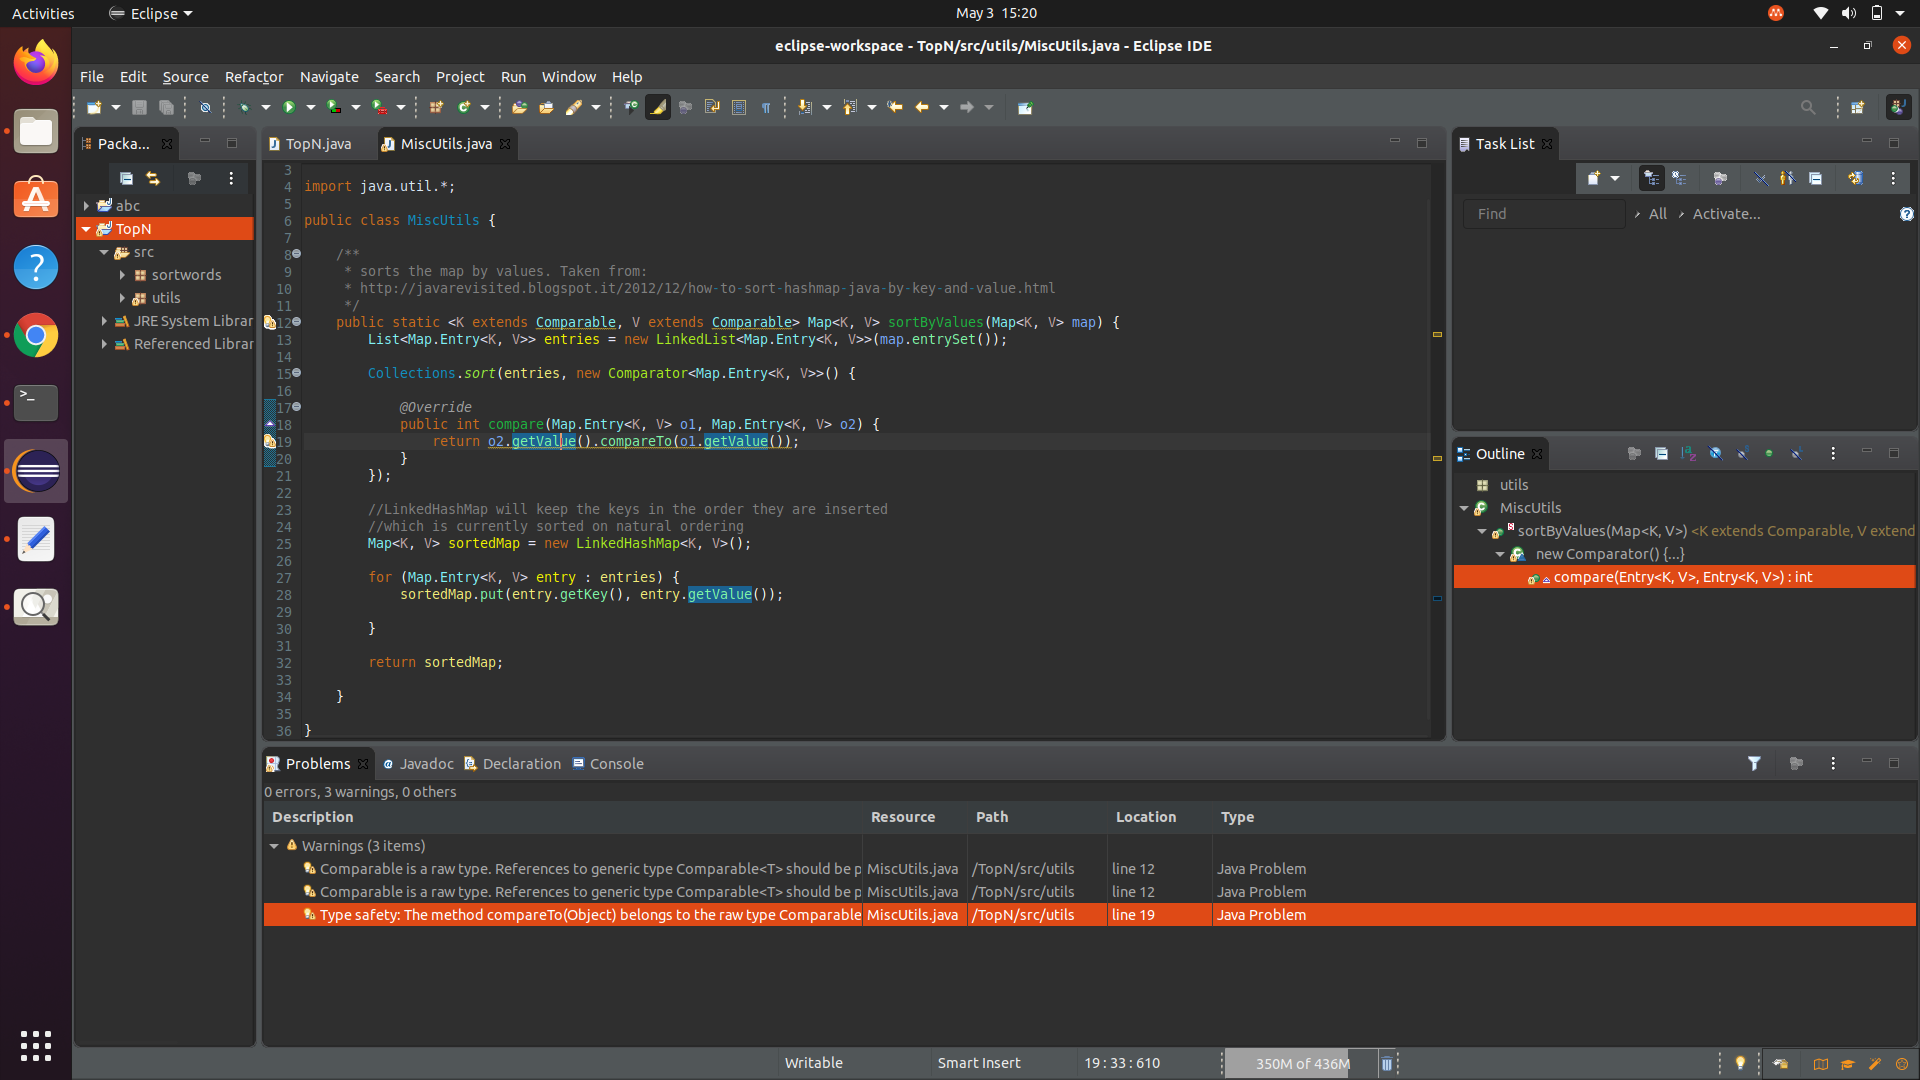 Activities
Eclipse
May 3 15:20
eclipse-workspace - TopN/src/utils/MiscUtils.java - Eclipse IDE
File Edit Source Refactor Navigate Search Project Run Window Help
Packa...
abc
TopN
src
sortwords
utils
JRE System Librar
Referenced Librar
TopN.java
MiscUtils.java
3
4 import java.util.*;
5
6 public class MiscUtils {
7
8 /**
9 * sorts the map by values. Taken from:
10 * http://javarevisited.blogspot.it/2012/12/how-to-sort-hashmap-java-by-key-and-value.html
11 */
12 public static <K extends Comparable, V extends Comparable> Map<K, V> sortByValues(Map<K, V> map) {
13 List<Map.Entry<K, V>> entries = new LinkedList<Map.Entry<K, V>>(map.entrySet());
14
15 Collections.sort(entries, new Comparator<Map.Entry<K, V>>() {
16
17 @Override
18 public int compare(Map.Entry<K, V> o1, Map.Entry<K, V> o2) {
19 return o2.getValue().compareTo(o1.getValue());
20 }
21 });
22
23 //LinkedHashMap will keep the keys in the order they are inserted
24 //which is currently sorted on natural ordering
25 Map<K, V> sortedMap = new LinkedHashMap<K, V>();
26
27 for (Map.Entry<K, V> entry : entries) {
28 sortedMap.put(entry.getKey(), entry.getValue());
29
30 }
31
32 return sortedMap;
33
34 }
35
36 }
Task List
Find
All
Activate...
Outline
utils
MiscUtils
sortByValues(Map<K, V>) <K extends Comparable, V extend
new Comparator() {...}
compare(Entry<K, V>, Entry<K, V>) : int
Problems
Javadoc
Declaration
Console
0 errors, 3 warnings, 0 others
Description Resource Path Location Type
Warnings (3 items)
Comparable is a raw type. References to generic type Comparable<T> should be p MiscUtils.java /TopN/src/utils line 12 Java Problem
Comparable is a raw type. References to generic type Comparable<T> should be p MiscUtils.java /TopN/src/utils line 12 Java Problem
Type safety: The method compareTo(Object) belongs to the raw type Comparable MiscUtils.java /TopN/src/utils line 19 Java Problem
Writable
Smart Insert
19 : 33 : 610
350M of 436M